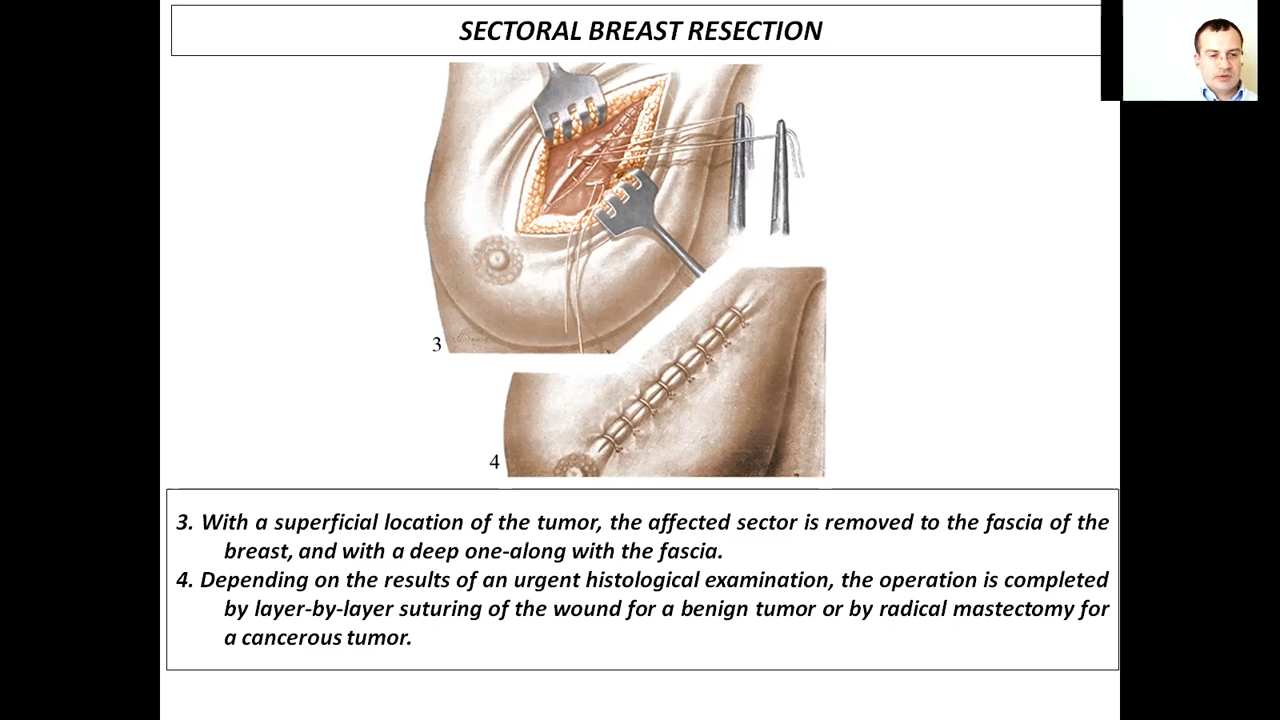 SECTORAL BREAST RESECTION
3
4
3. With a superficial location of the tumor, the affected sector is removed to the fascia of the
breast, and with a deep one-along with the fascia.
4. Depending on the results of an urgent histological examination, the operation is completed
by layer-by-layer suturing of the wound for a benign tumor or by radical mastectomy for
a cancerous tumor.